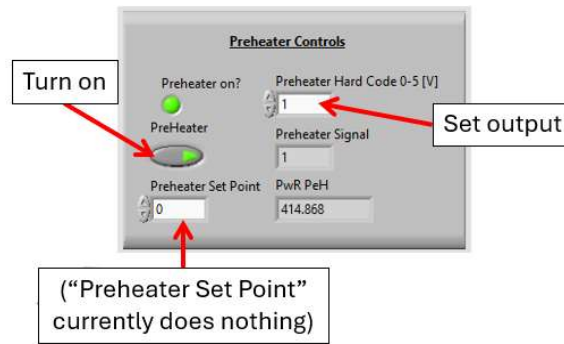 Preheater Controls
Turn on
Preheater on?
Preheater Hard Code 0-5 [V]
1
Set output
PreHeater
Preheater Signal
1
Preheater Set Point
PwR PeH
0
414.868
("Preheater Set Point"
currently does nothing)